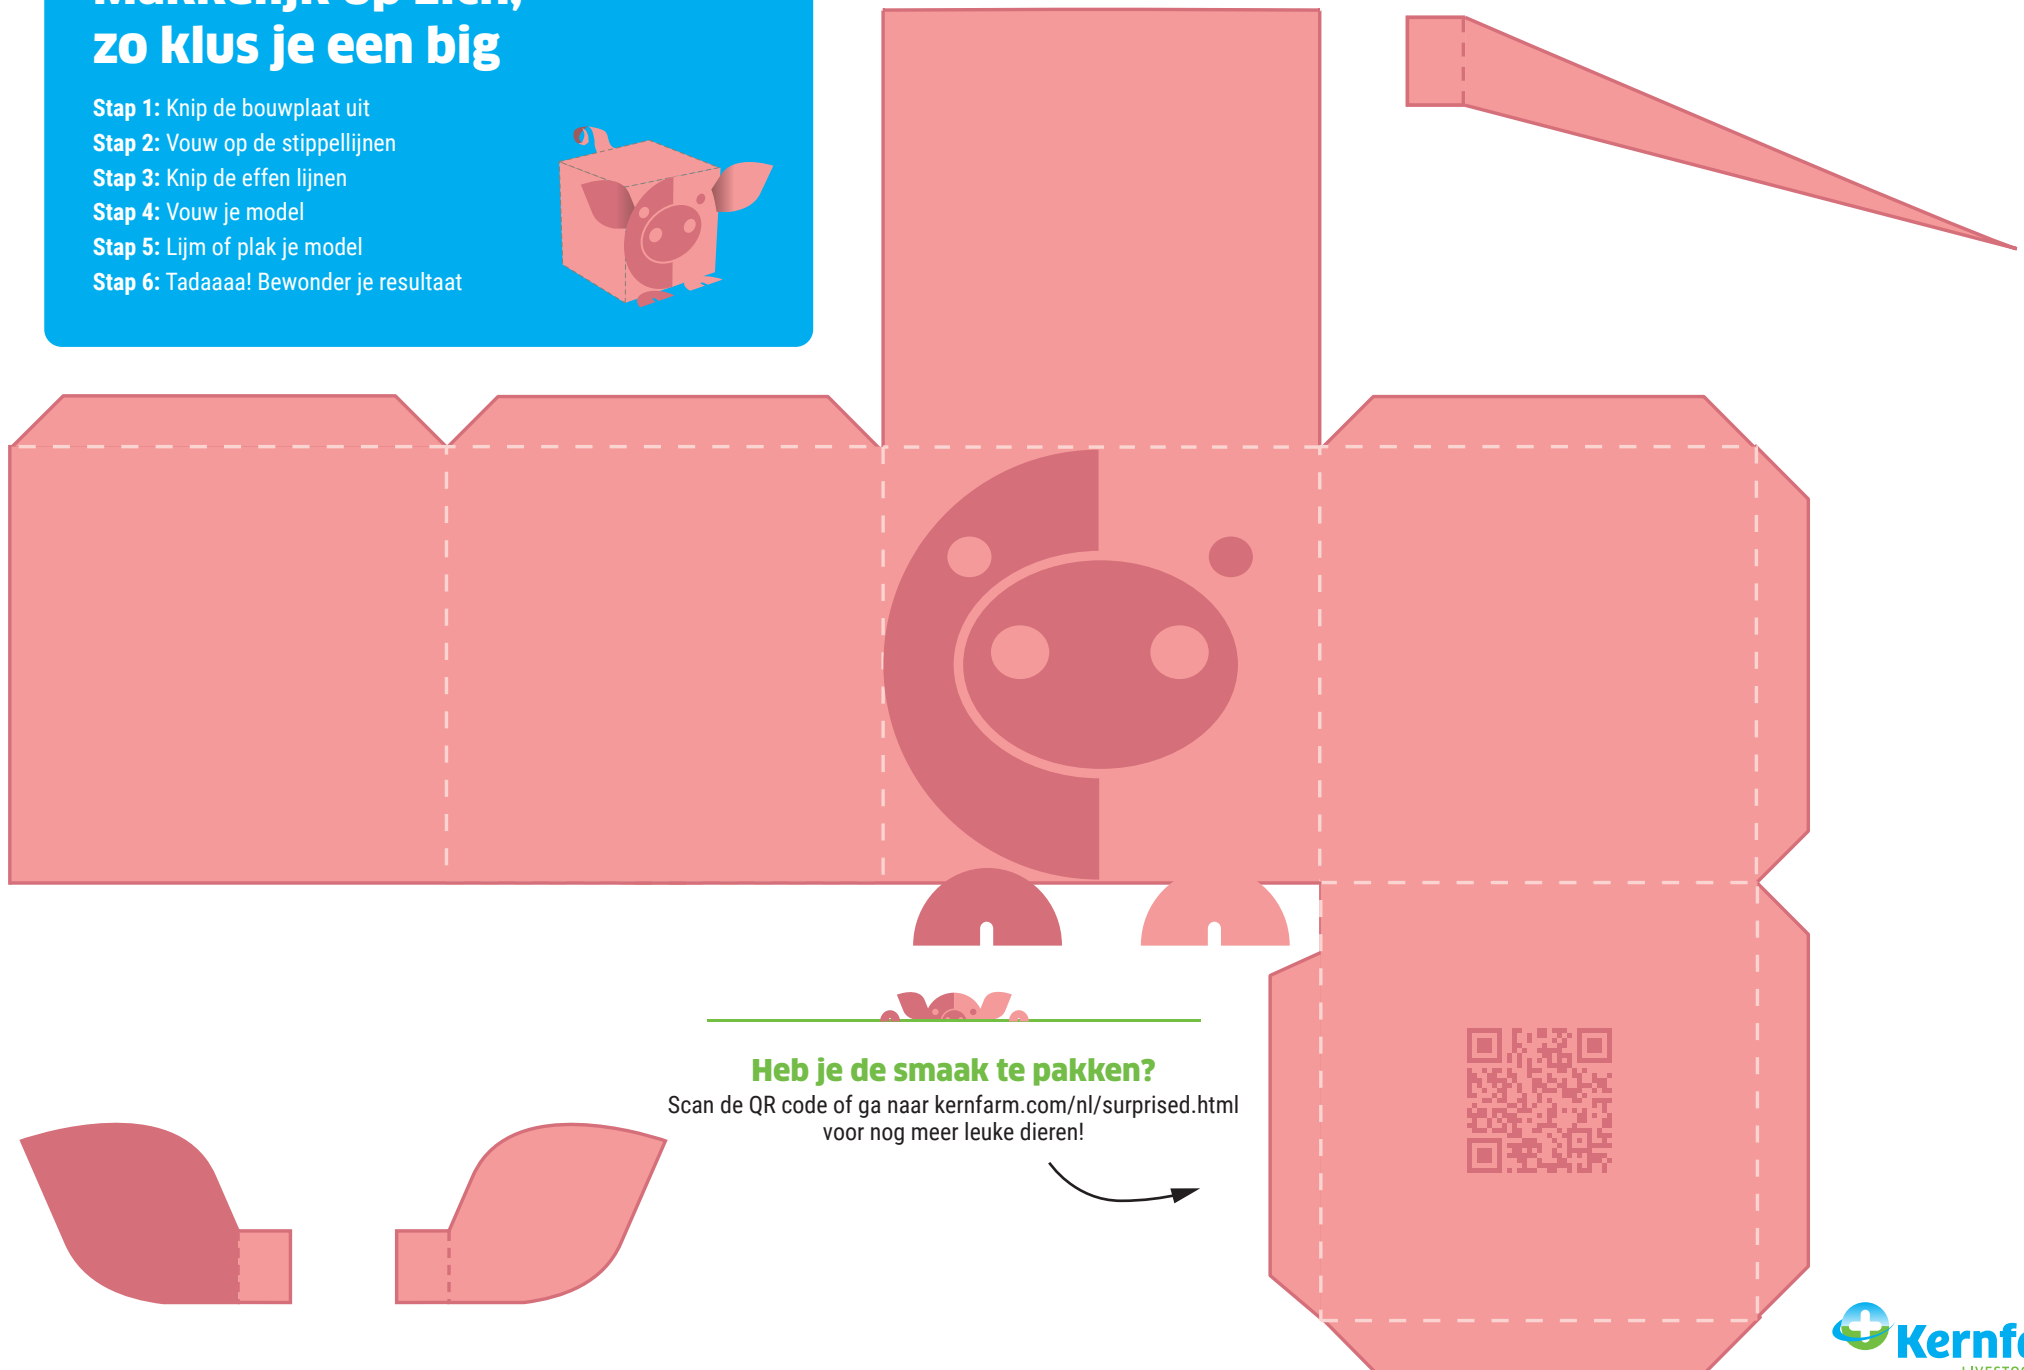 zo klus je een big
Stap 1: Knip de bouwplaat uit
Stap 2: Vouw op de stippellijnen
Stap 3: Knip de effen lijnen
Stap 4: Vouw je model
Stap 5: Lijm of plak je model
Stap 6: Tadaaaa! Bewonder je resultaat
Heb je de smaak te pakken?
Scan de QR code of ga naar kernfarm.com/nl/surprised.html
voor nog meer leuke dieren!